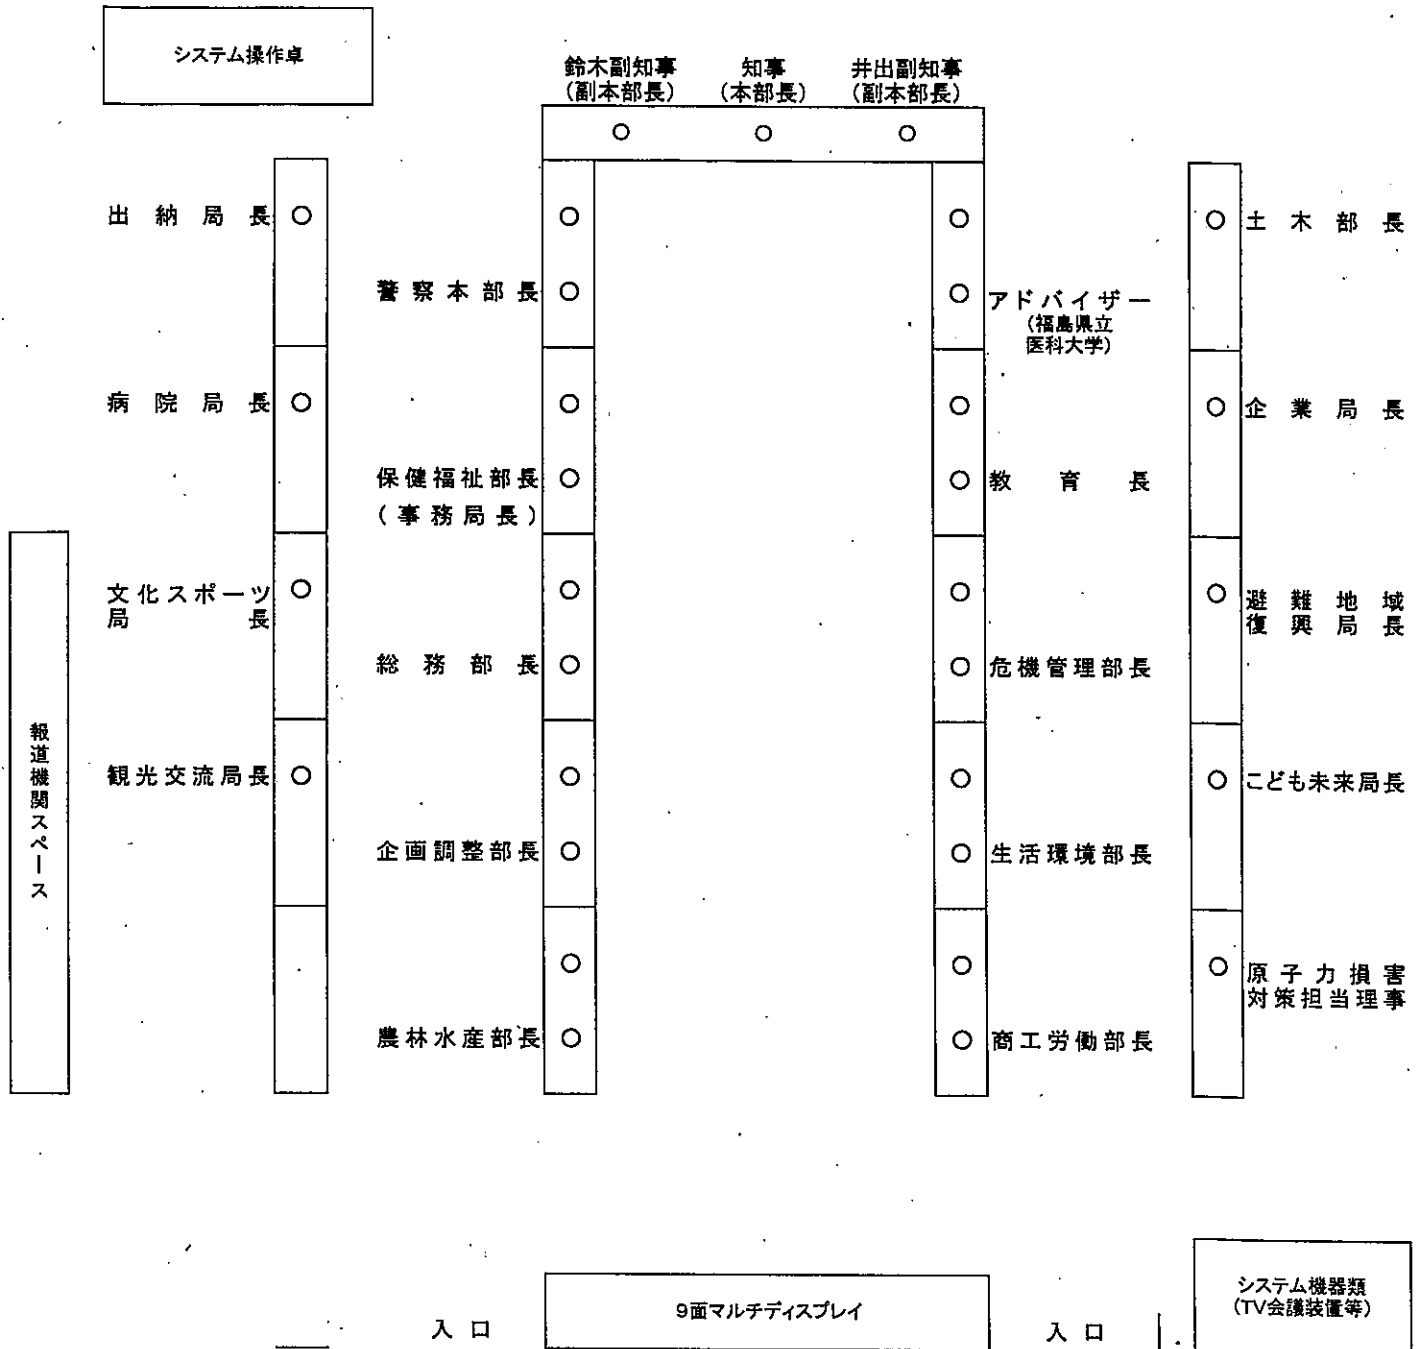 システム操作卓
鈴木副知事
(副本部長)
知事
(本部長)
井出副知事
(副本部長)
出納局長
警察本部長
アドバイザー
(福島県立
医科大学)
土木部長
病院局長
保健福祉部長
(事務局長)
教育長
企業局長
文化スポーツ
局長
総務部長
危機管理部長
避難地域
復興局長
報道機関スペース
観光交流局長
企画調整部長
生活環境部長
こども未来局長
農林水産部長
商工労働部長
原子力損害
対策担当理事
入口
9面マルチディスプレイ
入口
システム機器類
(TV会議装置等)